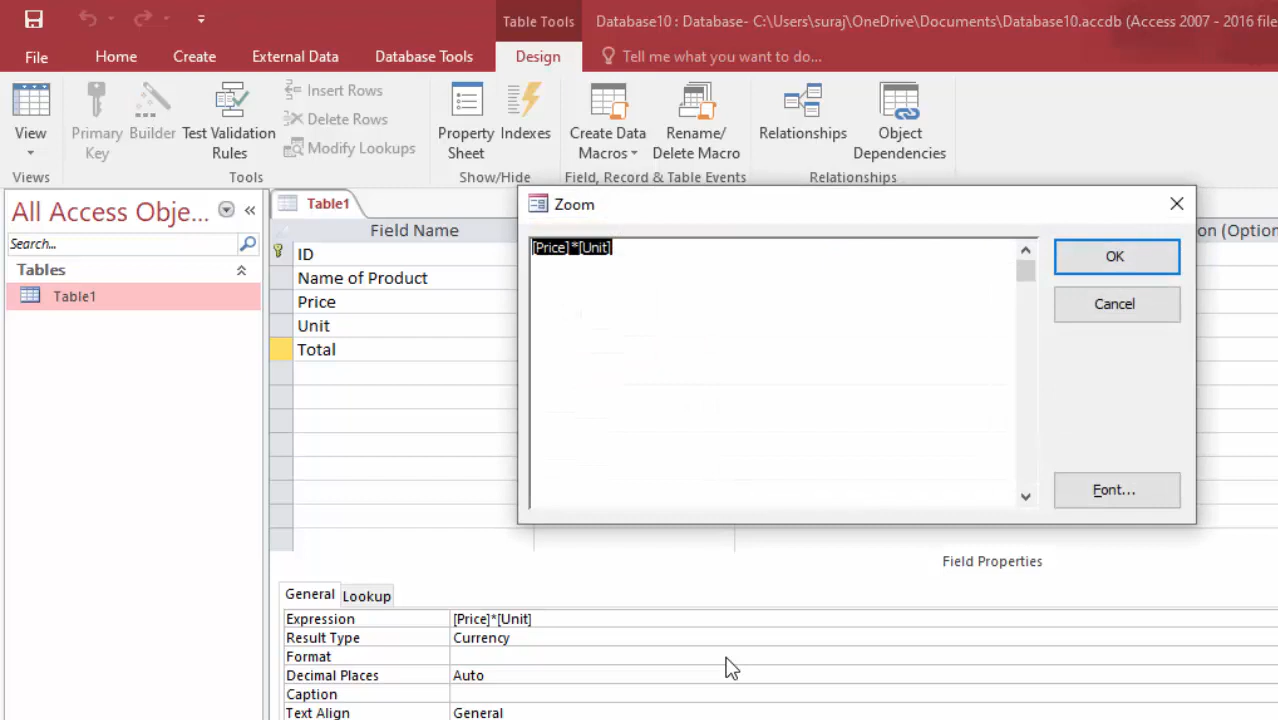 Table Tools
Database10 : Database- C:\Users\suraj\OneDrive\Documents\Database10.accdb (Access 2007 - 2016 file
File
Home
Create
External Data
Database Tools
Design
Tell me what you want to do...
View
Primary Key
Builder
Test Validation Rules
Insert Rows
Delete Rows
Modify Lookups
Property Sheet
Indexes
Create Data Macros
Rename/ Delete Macro
Relationships
Object Dependencies
Views
Tools
Show/Hide
Field, Record & Table Events
Relationships
All Access Obje...
Search...
Tables
Table1
Table1
Field Name
on (Option
ID
Name of Product
Price
Unit
Total
Zoom
[Price]*[Unit]
OK
Cancel
Font...
Field Properties
General
Lookup
Expression
[Price]*[Unit]
Result Type
Currency
Format
Decimal Places
Auto
Caption
Text Align
General